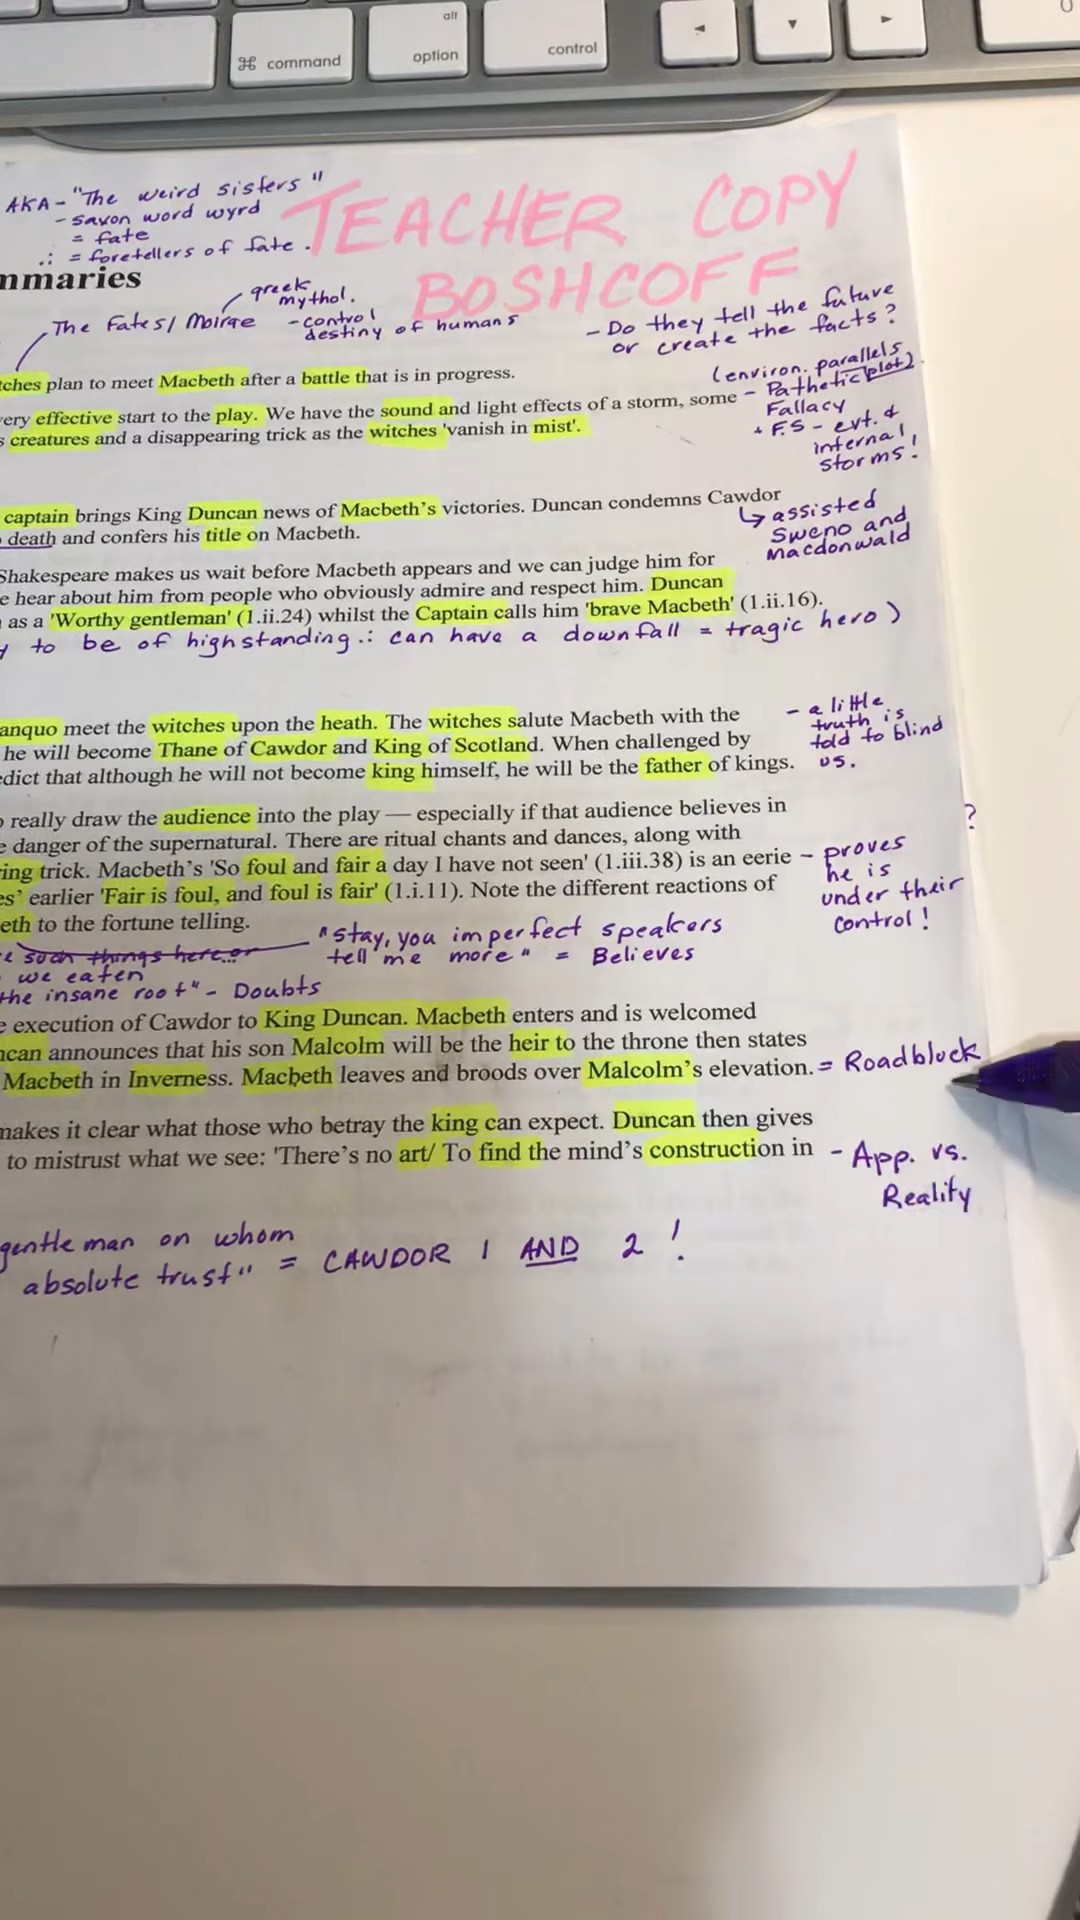 alt
⌘ command
option
control
AKA - "The weird sisters"
- saxon word wyrd
= fate
∴ = foretellers of fate.
TEACHER COPY
BOSHCOFF
mmaries
greek
mythol.
The Fates/ Moirae
- control
destiny of humans
- Do they tell the future
or create the facts?
tches plan to meet Macbeth after a battle that is in progress.
(environ. parallels
plot)
ery effective start to the play. We have the sound and light effects of a storm, some
- Pathetic
Fallacy
s creatures and a disappearing trick as the witches 'vanish in mist'.
+ F.S - ext. &
internal
storms!
captain brings King Duncan news of Macbeth's victories. Duncan condemns Cawdor
↳ assisted
Sweno and
Macdonwald
death and confers his title on Macbeth.
Shakespeare makes us wait before Macbeth appears and we can judge him for
e hear about him from people who obviously admire and respect him. Duncan
as a 'Worthy gentleman' (1.ii.24) whilst the Captain calls him 'brave Macbeth' (1.ii.16).
y to be of high standing ∴ can have a downfall = tragic hero)
anquo meet the witches upon the heath. The witches salute Macbeth with the
- a little
truth is
told to blind
us.
he will become Thane of Cawdor and King of Scotland. When challenged by
edict that although he will not become king himself, he will be the father of kings.
o really draw the audience into the play — especially if that audience believes in
?
e danger of the supernatural. There are ritual chants and dances, along with
ring trick. Macbeth's 'So foul and fair a day I have not seen' (1.iii.38) is an eerie
- proves
he is
under their
control!
es' earlier 'Fair is foul, and foul is fair' (1.i.11). Note the different reactions of
eth to the fortune telling.
e such things here...or
we eaten
the insane root" - Doubts
"stay, you imperfect speakers
tell me more" = Believes
e execution of Cawdor to King Duncan. Macbeth enters and is welcomed
ncan announces that his son Malcolm will be the heir to the throne then states
Macbeth in Inverness. Macbeth leaves and broods over Malcolm's elevation.
= Roadblock
makes it clear what those who betray the king can expect. Duncan then gives
to mistrust what we see: 'There's no art/ To find the mind's construction in
- App. vs.
Reality
gentleman on whom
absolute trust" = CAWDOR 1 AND 2!